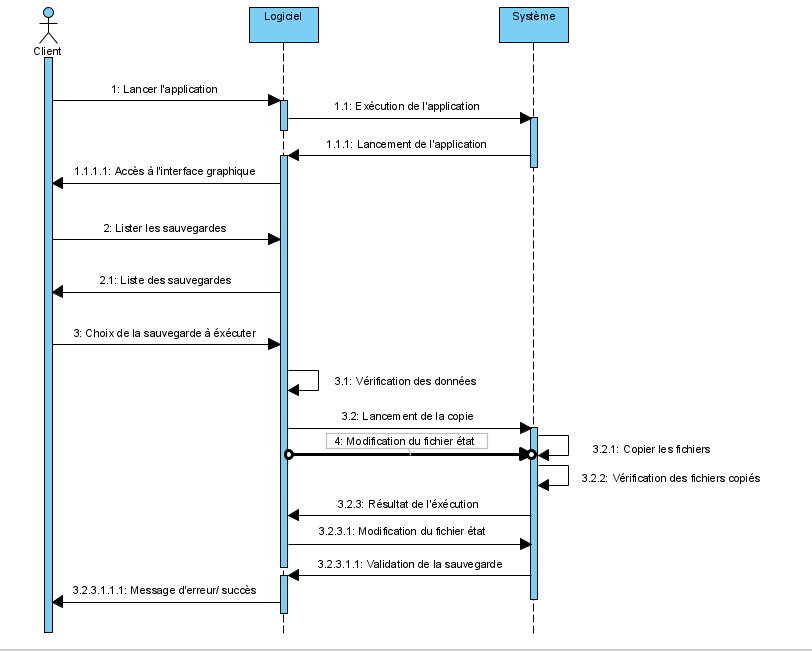 Client
Logiciel
Système
1: Lancer l'application
1.1: Exécution de l'application
1.1.1: Lancement de l'application
1.1.1.1: Accès à l'interface graphique
2: Lister les sauvegardes
2.1: Liste des sauvegardes
3: Choix de la sauvegarde à éxécuter
3.1: Vérification des données
3.2: Lancement de la copie
4: Modification du fichier état
3.2.1: Copier les fichiers
3.2.2: Vérification des fichiers copiés
3.2.3: Résultat de l'éxécution
3.2.3.1: Modification du fichier état
3.2.3.1.1: Validation de la sauvegarde
3.2.3.1.1.1: Message d'erreur/ succès